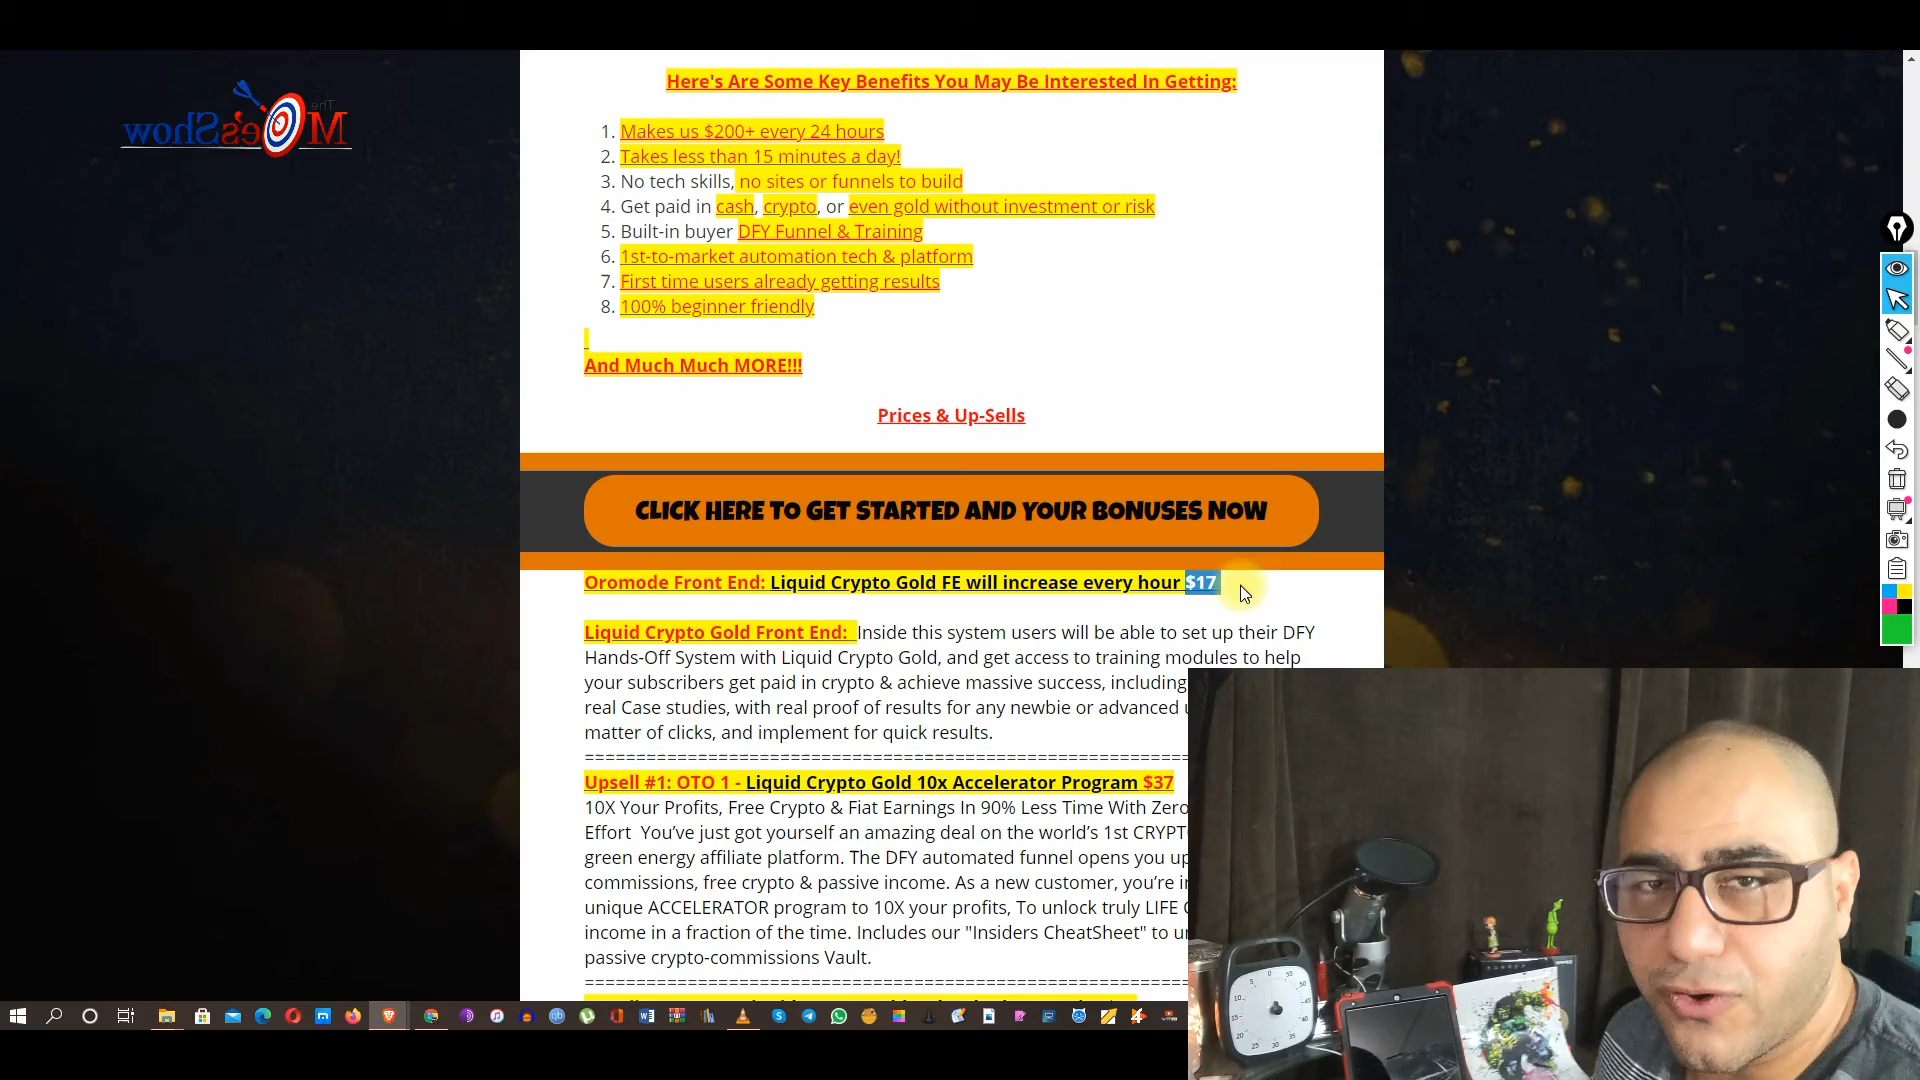 The
Moe'sShow
Here's Are Some Key Benefits You May Be Interested In Getting:
1. Makes us $200+ every 24 hours
2. Takes less than 15 minutes a day!
3. No tech skills, no sites or funnels to build
4. Get paid in cash, crypto, or even gold without investment or risk
5. Built-in buyer DFY Funnel & Training
6. 1st-to-market automation tech & platform
7. First time users already getting results
8. 100% beginner friendly
And Much Much MORE!!!
Prices & Up-Sells
CLICK HERE TO GET STARTED AND YOUR BONUSES NOW
Oromode Front End: Liquid Crypto Gold FE will increase every hour $17
Liquid Crypto Gold Front End: Inside this system users will be able to set up their DFY
Hands-Off System with Liquid Crypto Gold, and get access to training modules to help
your subscribers get paid in crypto & achieve massive success, including
real Case studies, with real proof of results for any newbie or advanced
matter of clicks, and implement for quick results.
==========================================================
Upsell #1: OTO 1 - Liquid Crypto Gold 10x Accelerator Program $37
10X Your Profits, Free Crypto & Fiat Earnings In 90% Less Time With Zero
Effort You've just got yourself an amazing deal on the world's 1st
green energy affiliate platform. The DFY automated funnel opens you
commissions, free crypto & passive income. As a new customer, you're
unique ACCELERATOR program to 10X your profits, To unlock truly LIFE
income in a fraction of the time. Includes our "Insiders CheatSheet" to
passive crypto-commissions Vault.
==========================================================